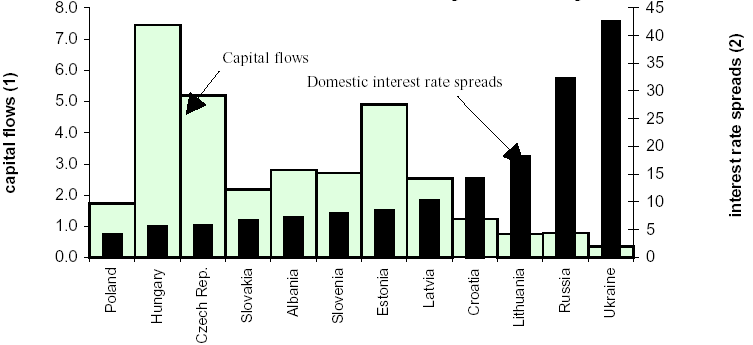 8.0
7.0
6.0
5.0
4.0
3.0
2.0
1.0
0.0
capital flows (1)
Capital flows
Domestic interest rate spreads
45
40
35
30
25
20
15
10
5
0
interest rate spreads (2)
Poland
Hungary
Czech Rep.
Slovakia
Albania
Slovenia
Estonia
Latvia
Croatia
Lithuania
Russia
Ukraine